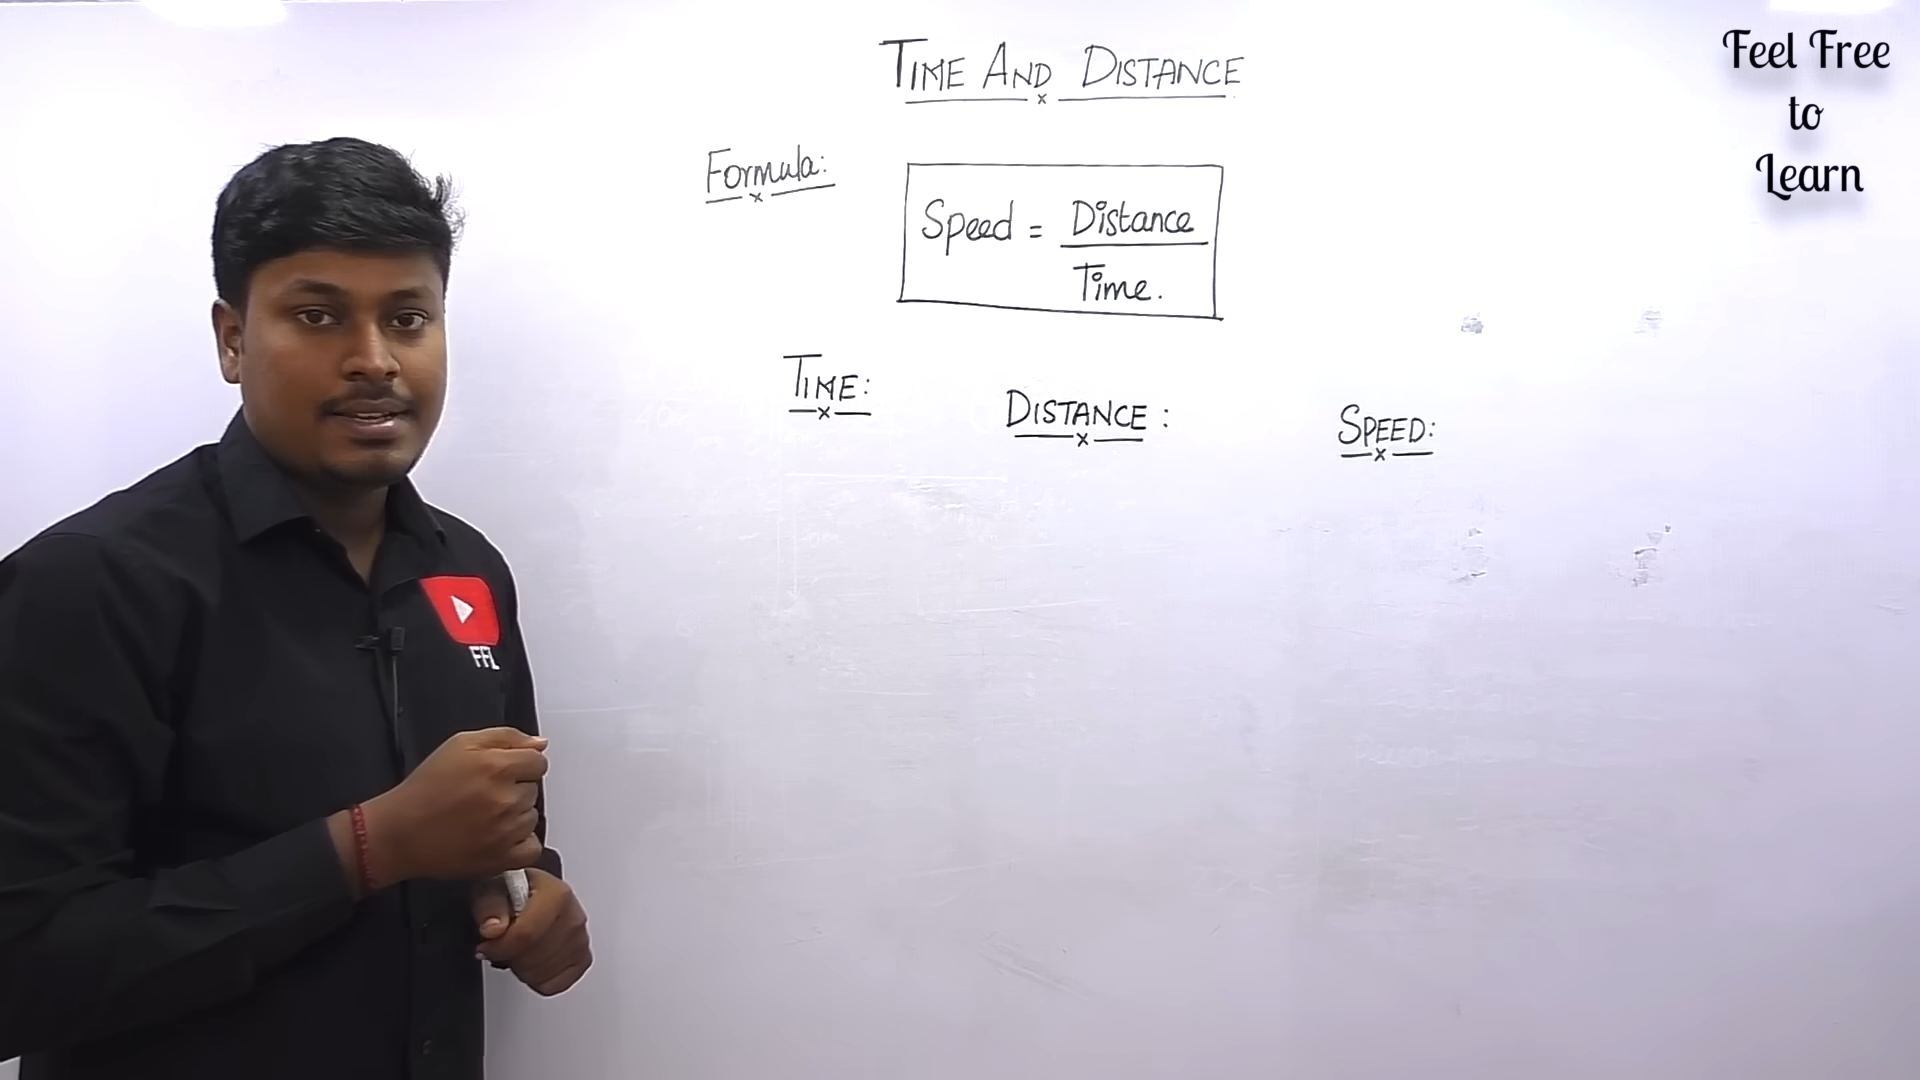 TIME AND DISTANCE
Feel Free
to
Learn
Formula:
Speed = Distance
Time.
TIME:
DISTANCE :
SPEED:
FFL